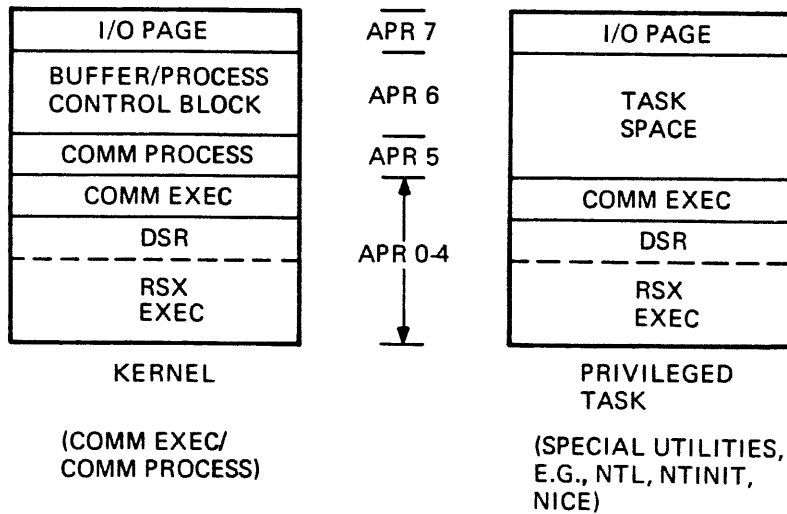 I/O PAGE
BUFFER/PROCESS
CONTROL BLOCK
COMM PROCESS
COMM EXEC
DSR
RSX
EXEC
KERNEL
(COMM EXEC/
COMM PROCESS)
APR 7
APR 6
APR 5
APR 0-4
I/O PAGE
TASK
SPACE
COMM EXEC
DSR
RSX
EXEC
PRIVILEGED
TASK
(SPECIAL UTILITIES,
E.G., NTL, NTINIT,
NICE)